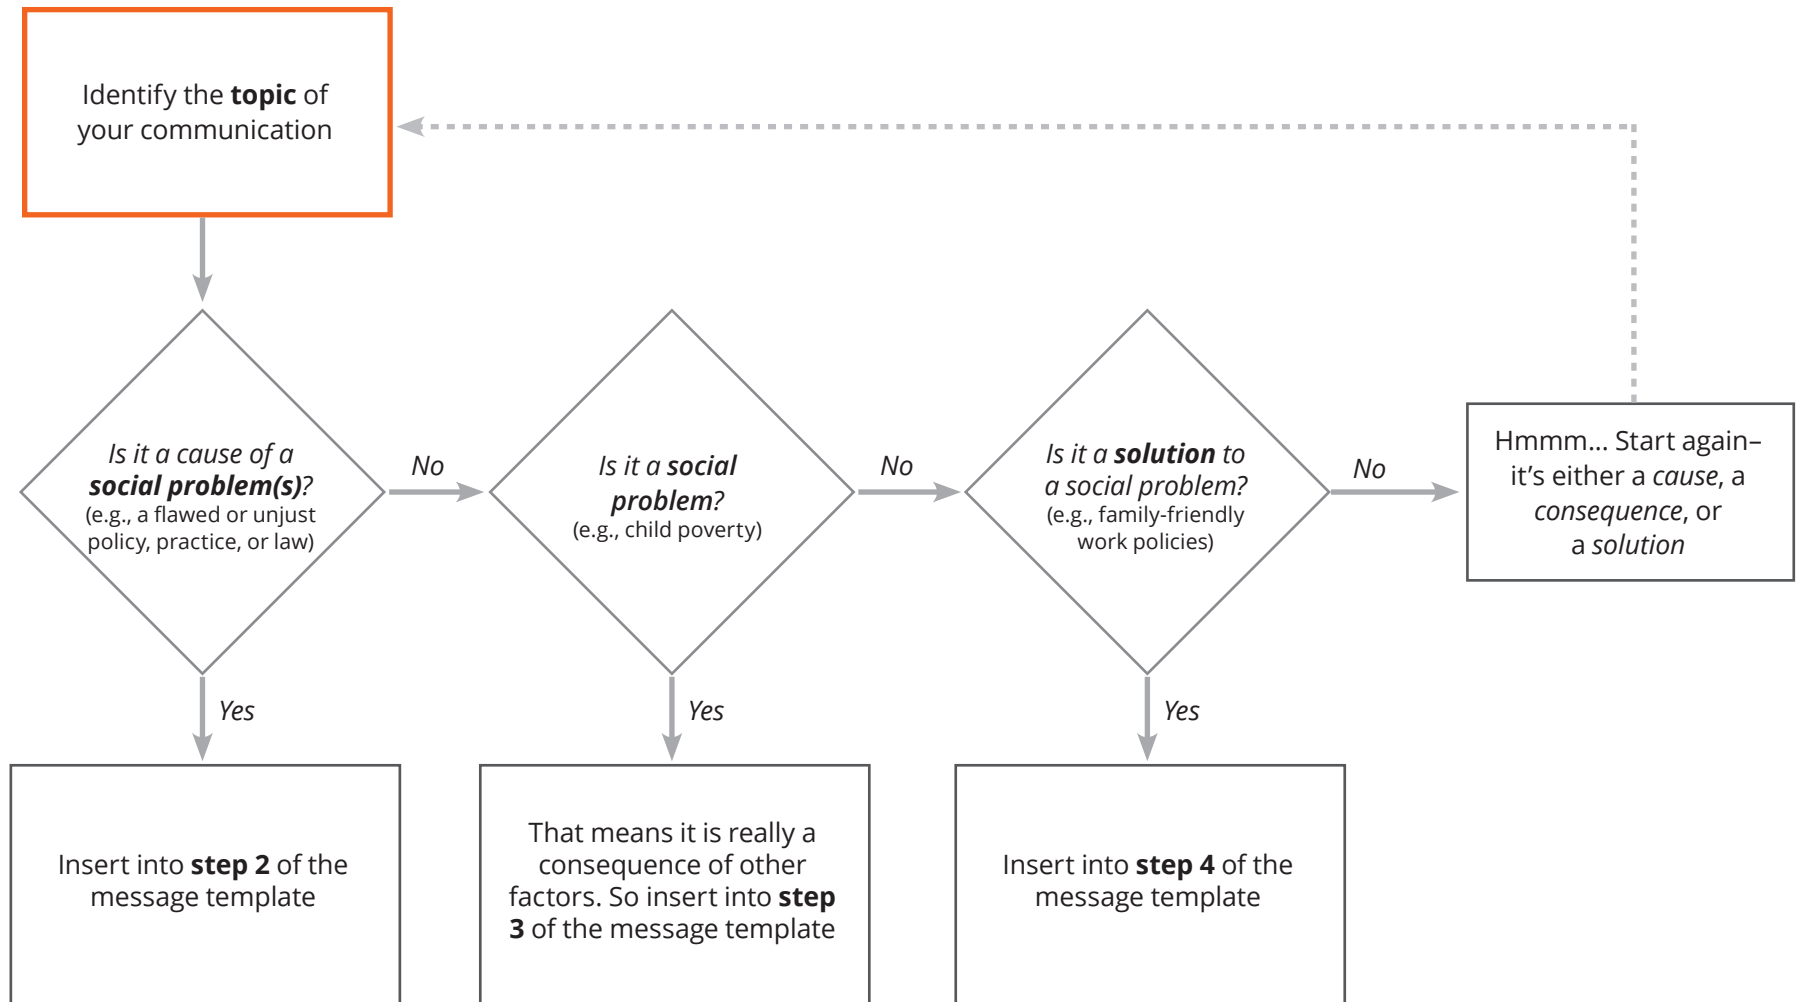 Identify the topic of
your communication
Is it a cause of a
social problem(s)?
(e.g., a flawed or unjust
policy, practice, or law)
No
Is it a social
problem?
(e.g., child poverty)
No
Is it a solution to
a social problem?
(e.g., family-friendly
work policies)
No
Hmmm... Start again–
it's either a cause, a
consequence, or
a solution
Yes
Yes
Yes
Insert into step 2 of the
message template
That means it is really a
consequence of other
factors. So insert into step
3 of the message template
Insert into step 4 of the
message template